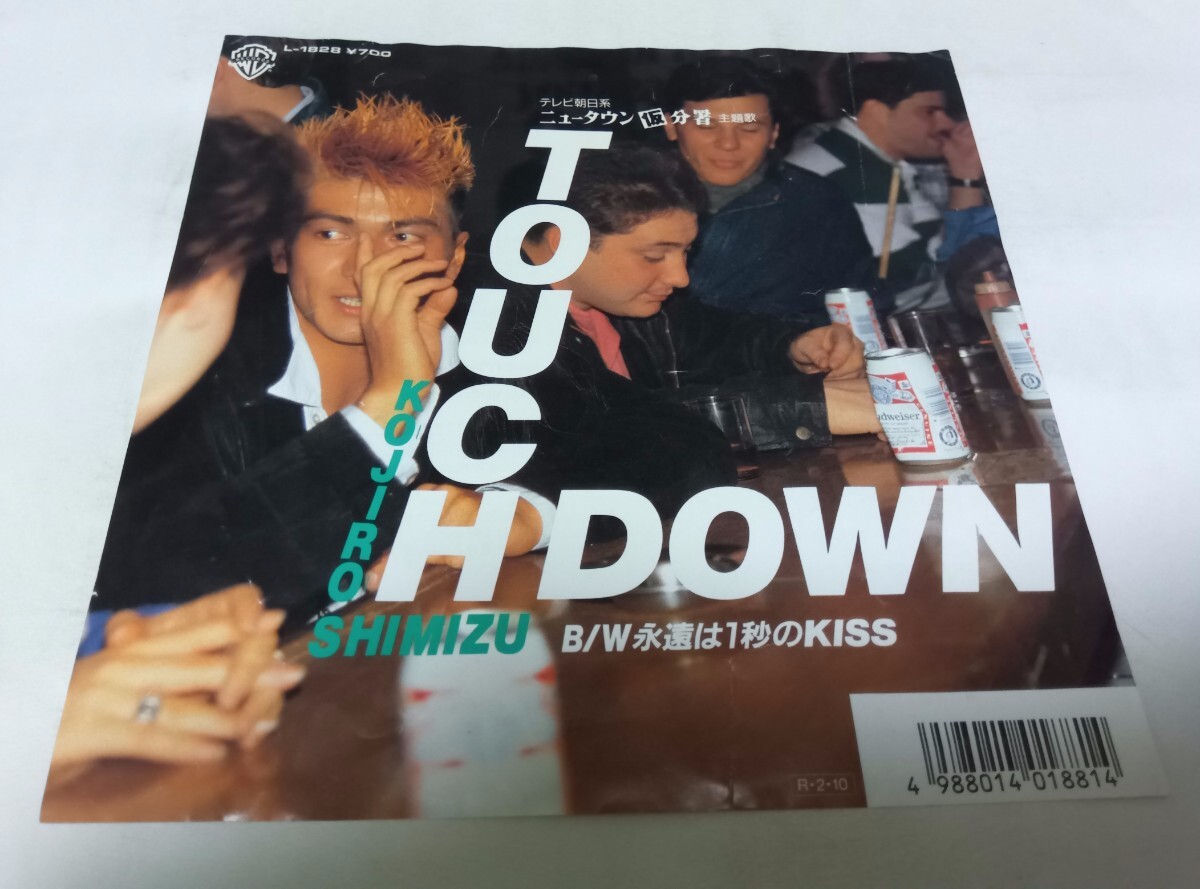 L-1828 ¥700
テレビ朝日系
ニュータウン仮分署 主題歌
TOUCH DOWN
KOJIRO SHIMIZU
B/W 永遠は1秒のKISS
Budweiser
R・2・10
4 988014 018814